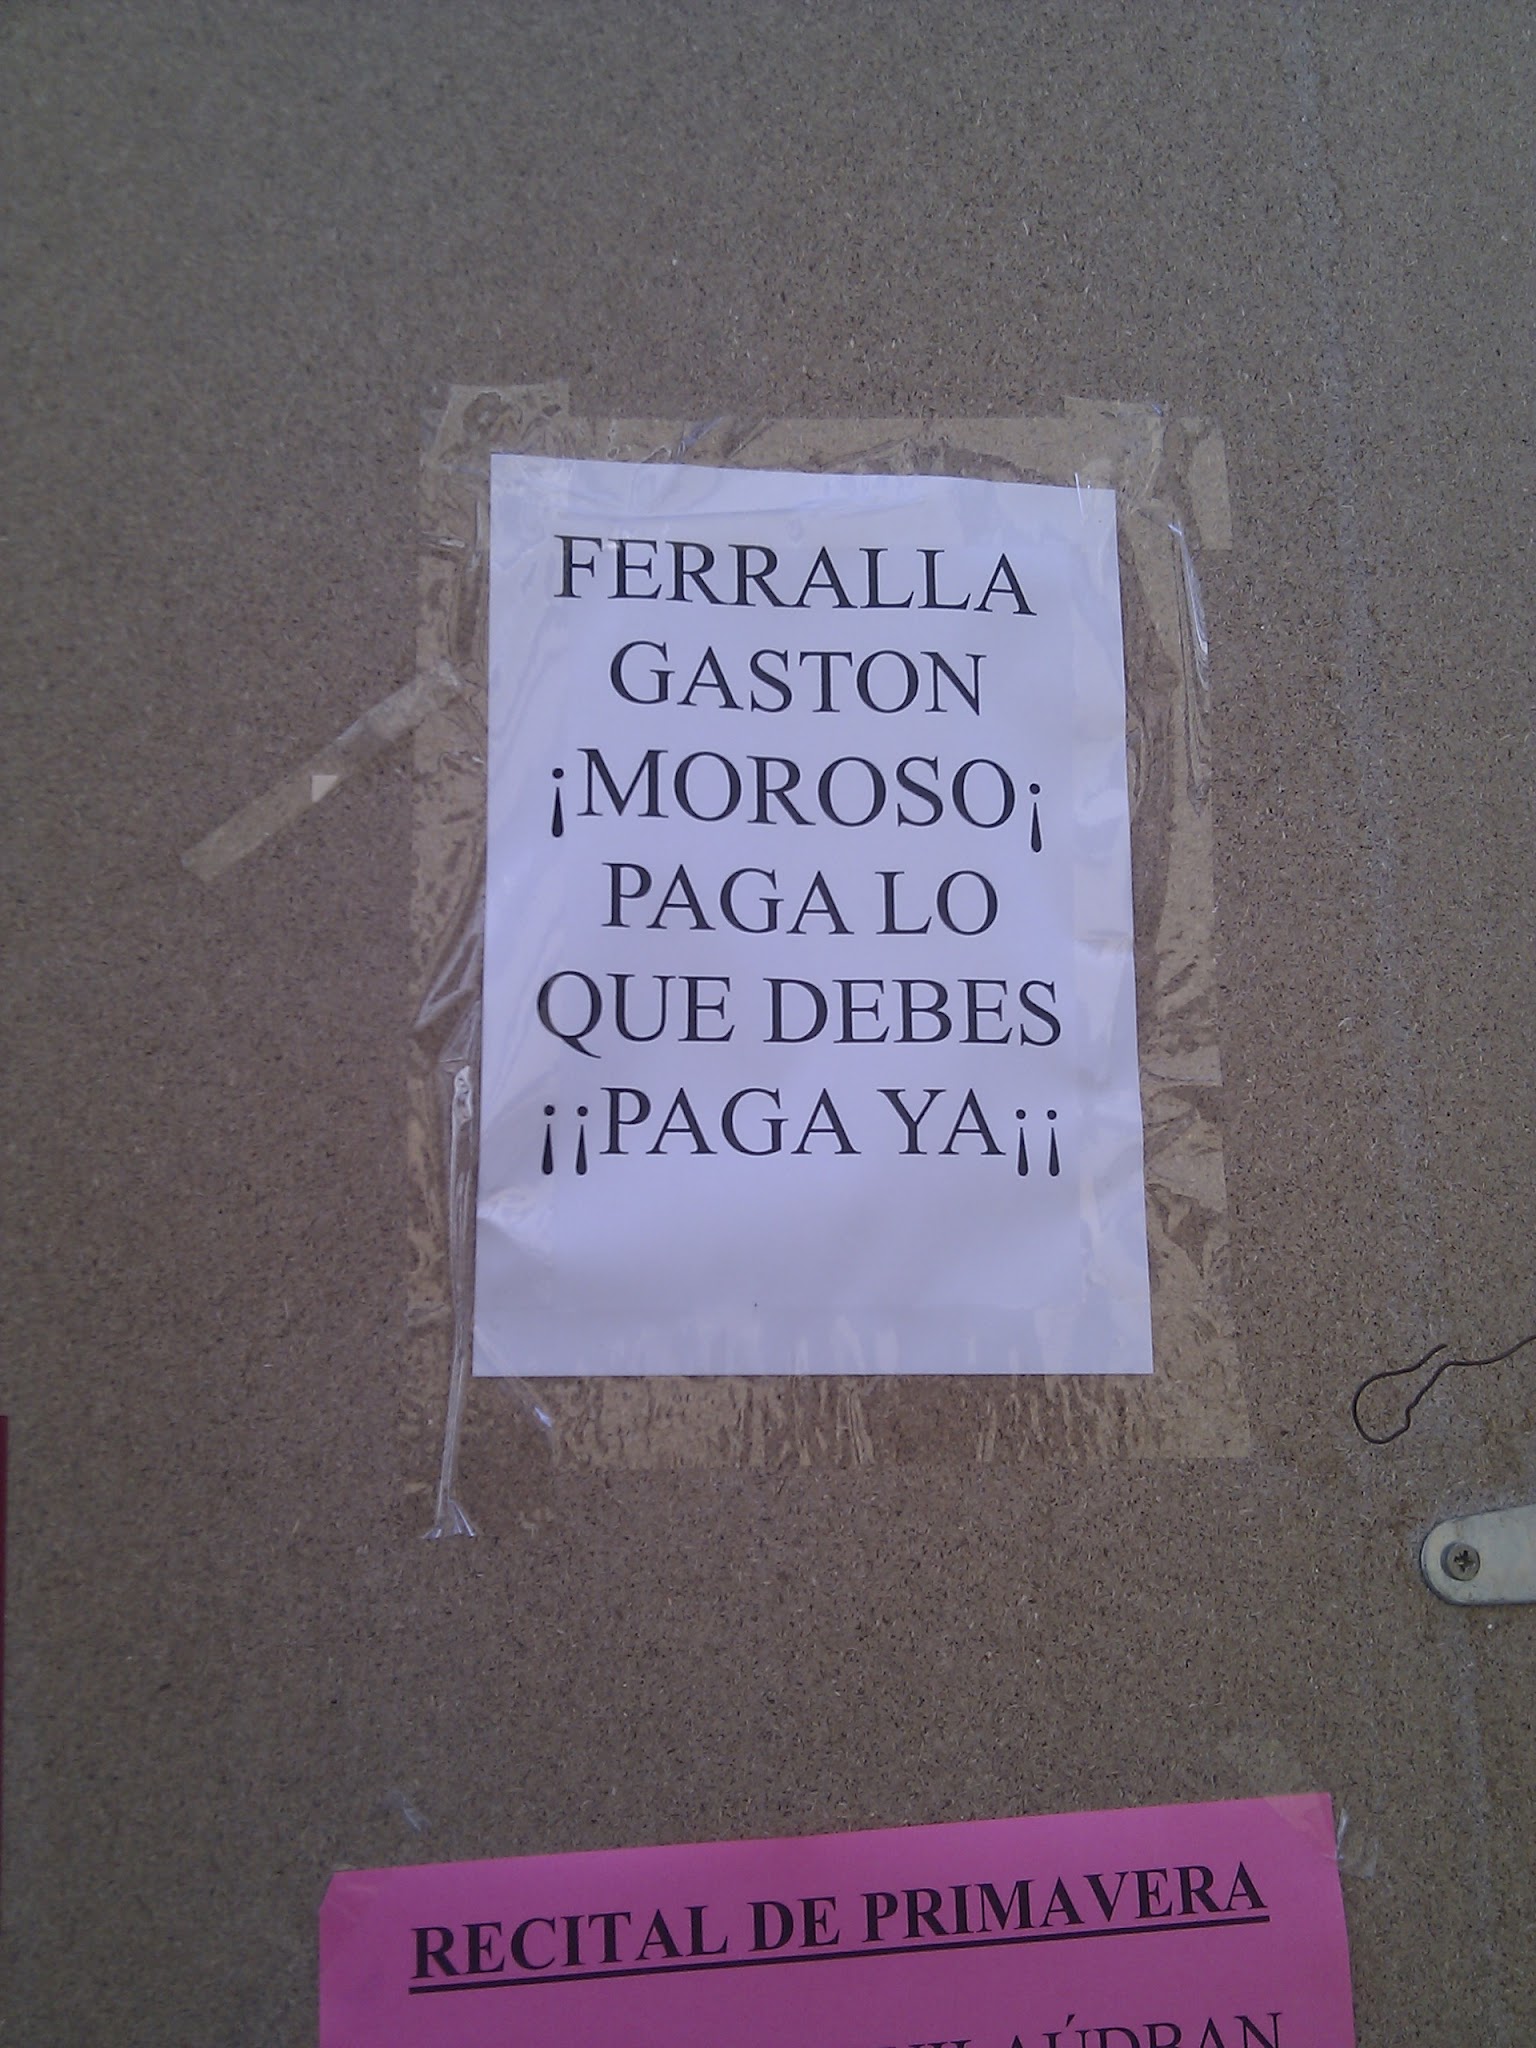 FERRALLA
GASTON
¡MOROSO¡
PAGA LO
QUE DEBES
¡¡PAGA YA¡¡
RECITAL DE PRIMAVERA